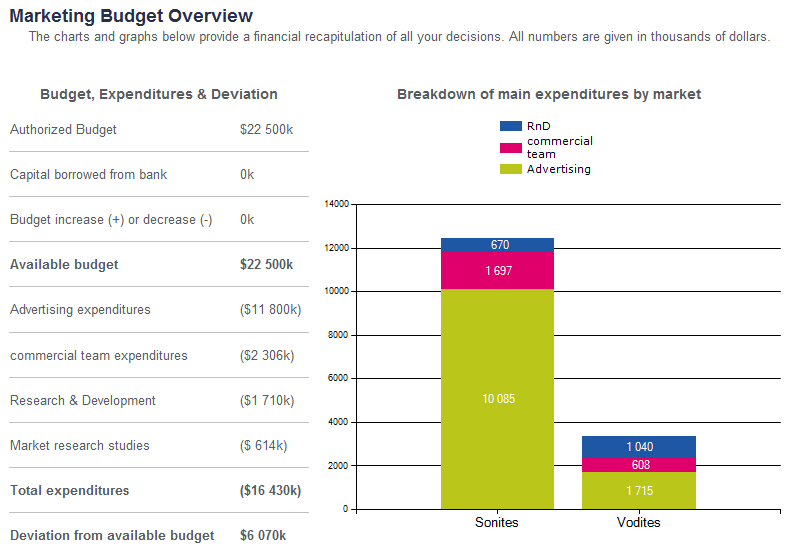 Marketing Budget Overview
The charts and graphs below provide a financial recapitulation of all your decisions. All numbers are given in thousands of dollars.
Budget, Expenditures & Deviation
Authorized Budget $22 500k
Capital borrowed from bank 0k
Budget increase (+) or decrease (-) 0k
Available budget $22 500k
Advertising expenditures ($11 800k)
commercial team expenditures ($2 306k)
Research & Development ($1 710k)
Market research studies ($ 614k)
Total expenditures ($16 430k)
Deviation from available budget $6 070k
Breakdown of main expenditures by market
RnD
commercial
team
Advertising
14000
12000
10000
8000
6000
4000
2000
0
670
1 697
10 085
1 040
608
1 715
Sonites Vodites